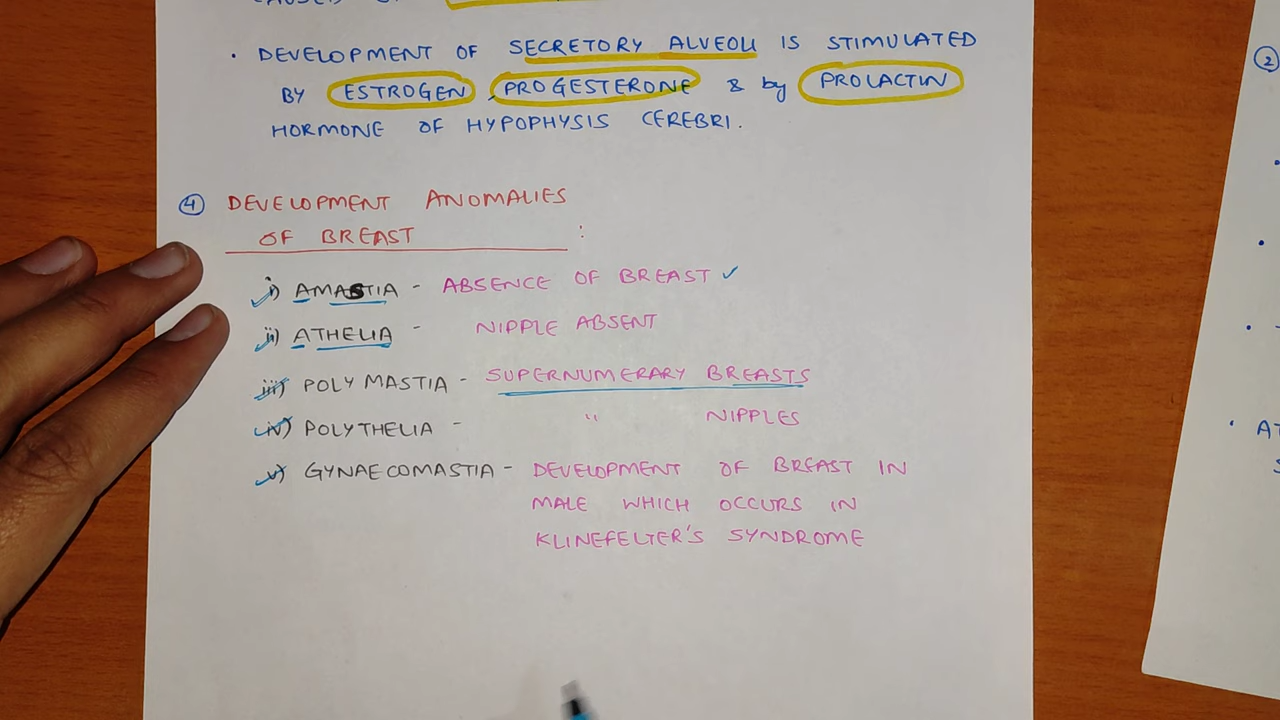 • DEVELOPMENT OF SECRETORY ALVEOLI IS STIMULATED
BY ESTROGEN, PROGESTERONE & by PROLACTIN
HORMONE OF HYPOPHYSIS CEREBRI.
④ DEVELOPMENT ANOMALIES
OF BREAST :
i) AMASTIA - ABSENCE OF BREAST ✓
ii) ATHELIA - NIPPLE ABSENT
iii) POLYMASTIA - SUPERNUMERARY BREASTS
iv) POLYTHELIA - " NIPPLES
v) GYNAECOMASTIA - DEVELOPMENT OF BREAST IN
MALE WHICH OCCURS IN
KLINEFELTER'S SYNDROME
②